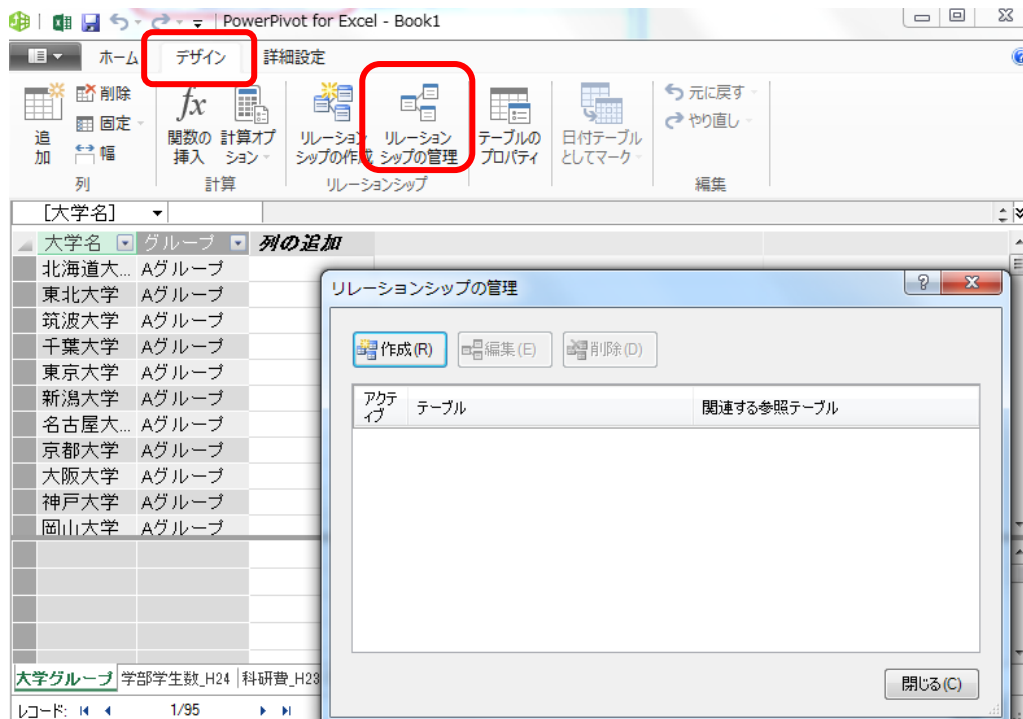 PowerPivot for Excel - Book1
ホーム デザイン 詳細設定
追加
削除
固定
幅
列
fx
関数の挿入
計算オプション
計算
リレーションシップの作成
リレーションシップの管理
リレーションシップ
テーブルのプロパティ
日付テーブルとしてマーク
元に戻す
やり直し
編集
[大学名]
大学名 グループ 列の追加
北海道大... Aグループ
東北大学 Aグループ
筑波大学 Aグループ
千葉大学 Aグループ
東京大学 Aグループ
新潟大学 Aグループ
名古屋大... Aグループ
京都大学 Aグループ
大阪大学 Aグループ
神戸大学 Aグループ
岡山大学 Aグループ
リレーションシップの管理
作成(R) 編集(E) 削除(D)
アクティブ テーブル 関連する参照テーブル
閉じる(C)
大学グループ 学部学生数_H24 科研費_H23
レコード: 1/95